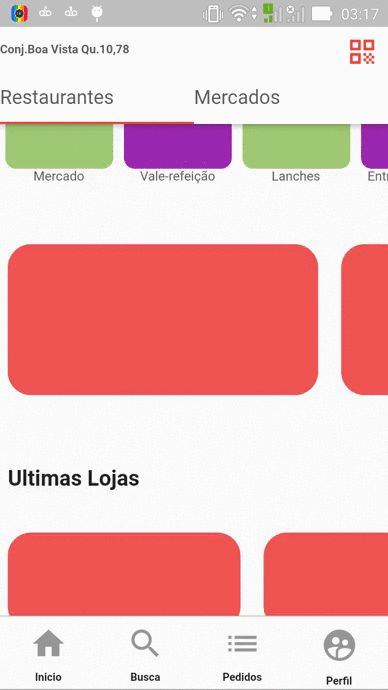 03:17
Conj.Boa Vista Qu.10,78
Restaurantes Mercados
Mercado Vale-refeição Lanches Ent
Ultimas Lojas
Inicio Busca Pedidos Perfil